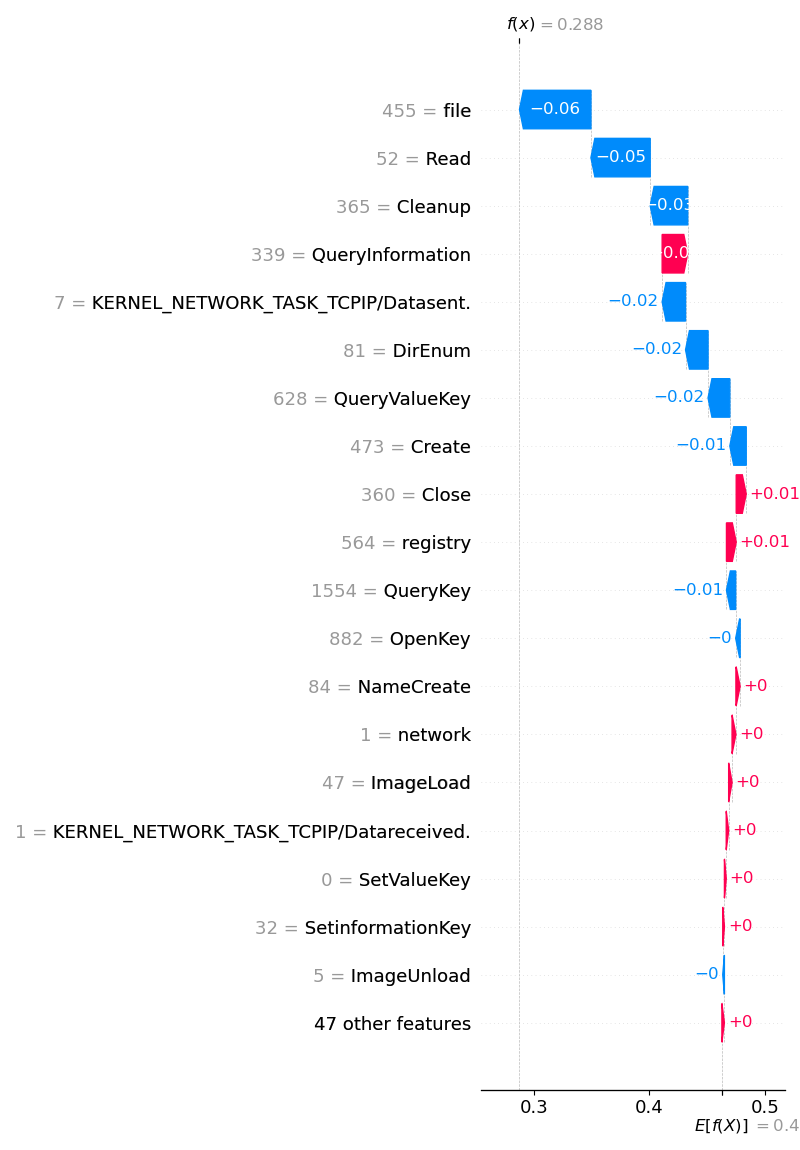 f(x) = 0.288
455 = file −0.06
52 = Read −0.05
365 = Cleanup −0.03
339 = QueryInformation
7 = KERNEL_NETWORK_TASK_TCPIP/Datasent. −0.02
81 = DirEnum −0.02
628 = QueryValueKey −0.02
473 = Create −0.01
360 = Close +0.01
564 = registry +0.01
1554 = QueryKey −0.01
882 = OpenKey −0
84 = NameCreate +0
1 = network +0
47 = ImageLoad +0
1 = KERNEL_NETWORK_TASK_TCPIP/Datareceived. +0
0 = SetValueKey +0
32 = SetinformationKey +0
5 = ImageUnload −0
47 other features +0
0.3 0.4 0.5
E[f(X)] = 0.4